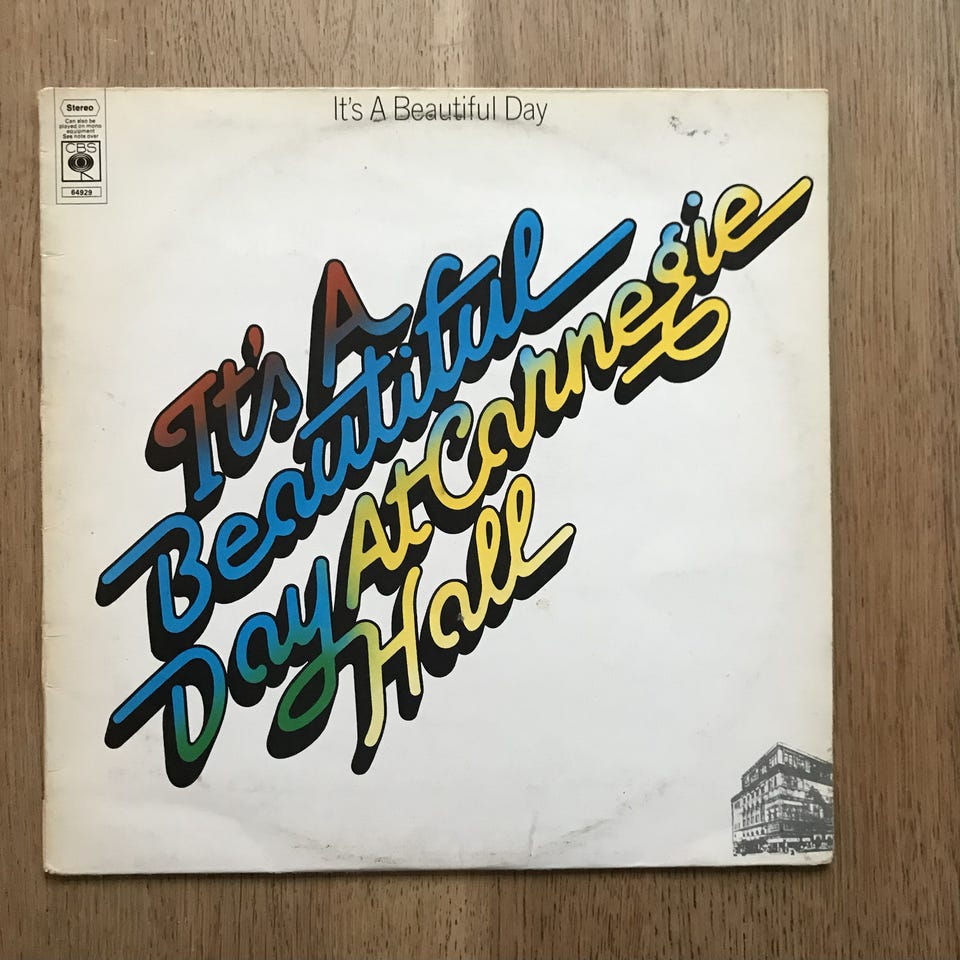 Stereo
Can also be
played on mono
equipment
See note over
CBS
64929
It's A Beautiful Day
It's A
Beautiful
Day At Carnegie
Hall